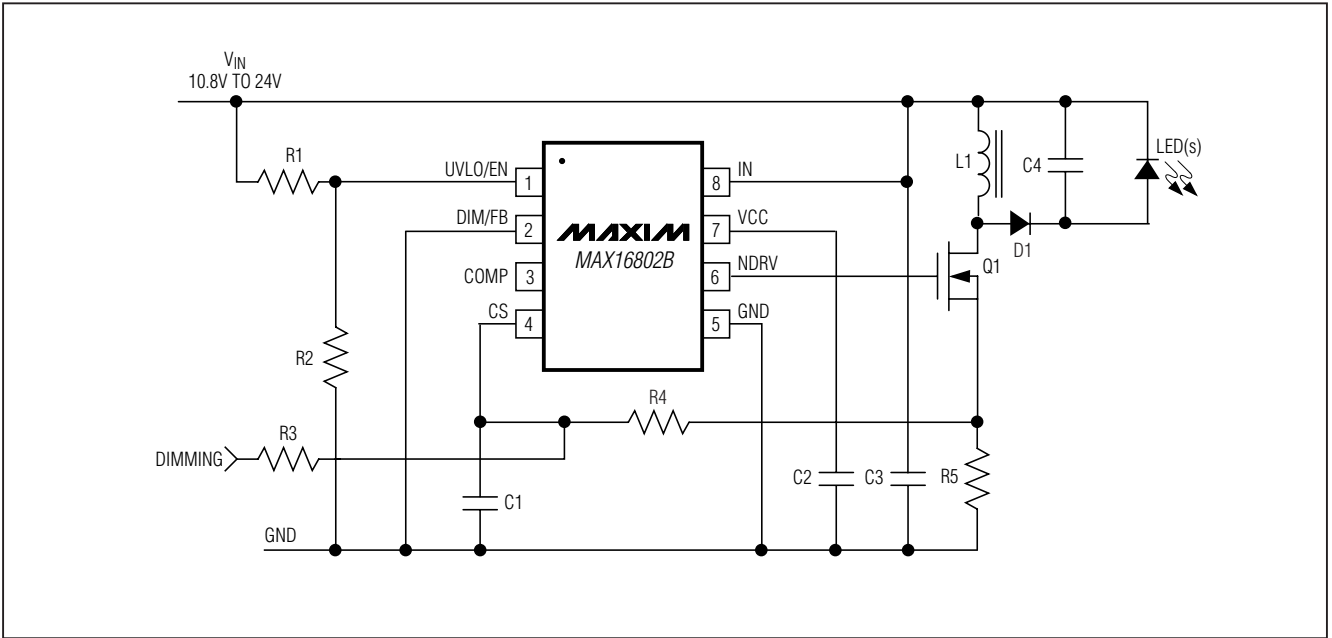 VIN
10.8V TO 24V
R1
UVLO/EN
1
8
IN
L1
C4
LED(s)
DIM/FB
2
MAXIM
7
VCC
D1
COMP
3
MAX16802B
6
NDRV
Q1
CS
4
5
GND
R2
R4
R3
DIMMING
C1
C2
C3
R5
GND